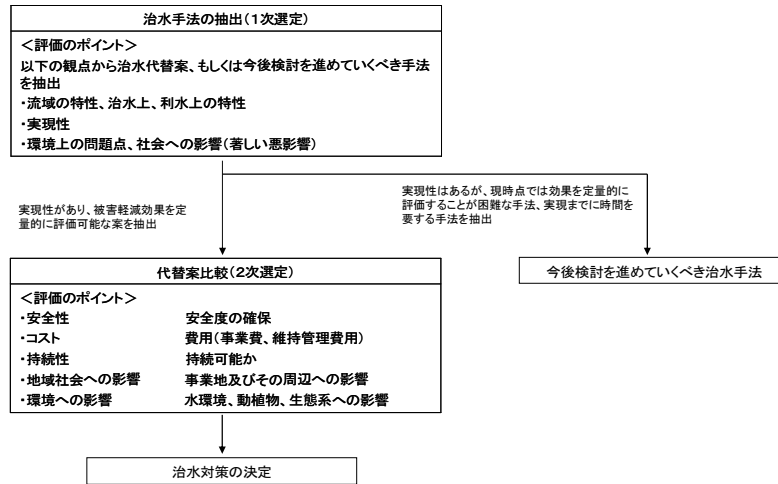 治水手法の抽出（１次選定）
＜評価のポイント＞
以下の観点から治水代替案、もしくは今後検討を進めていくべき手法
を抽出
・流域の特性、治水上、利水上の特性
・実現性
・環境上の問題点、社会への影響（著しい悪影響）
実現性があり、被害軽減効果を定
量的に評価可能な案を抽出
実現性はあるが、現時点では効果を定量的に
評価することが困難な手法、実現までに時間を
要する手法を抽出
代替案比較（２次選定）
＜評価のポイント＞
・安全性 安全度の確保
・コスト 費用（事業費、維持管理費用）
・持続性 持続可能か
・地域社会への影響 事業地及びその周辺への影響
・環境への影響 水環境、動植物、生態系への影響
今後検討を進めていくべき治水手法
治水対策の決定